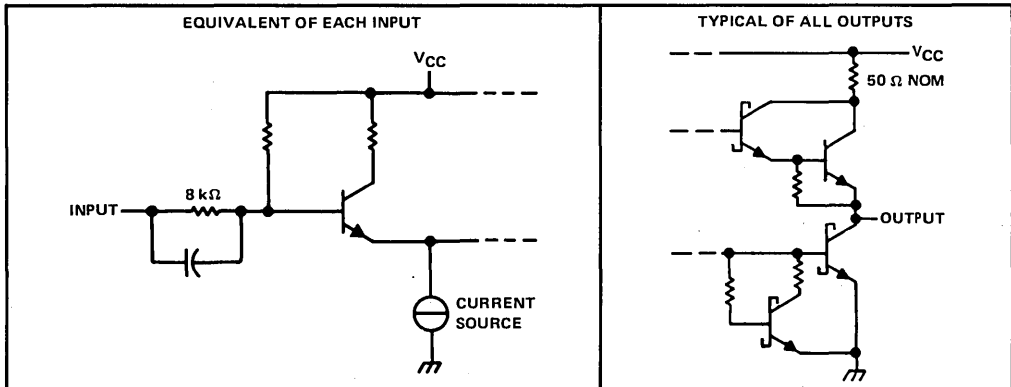 EQUIVALENT OF EACH INPUT
VCC
8 kΩ
INPUT
CURRENT
SOURCE
TYPICAL OF ALL OUTPUTS
VCC
50 Ω NOM
OUTPUT